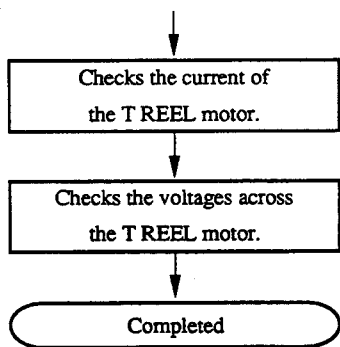 Checks the current of
the T REEL motor.
Checks the voltages across
the T REEL motor.
Completed